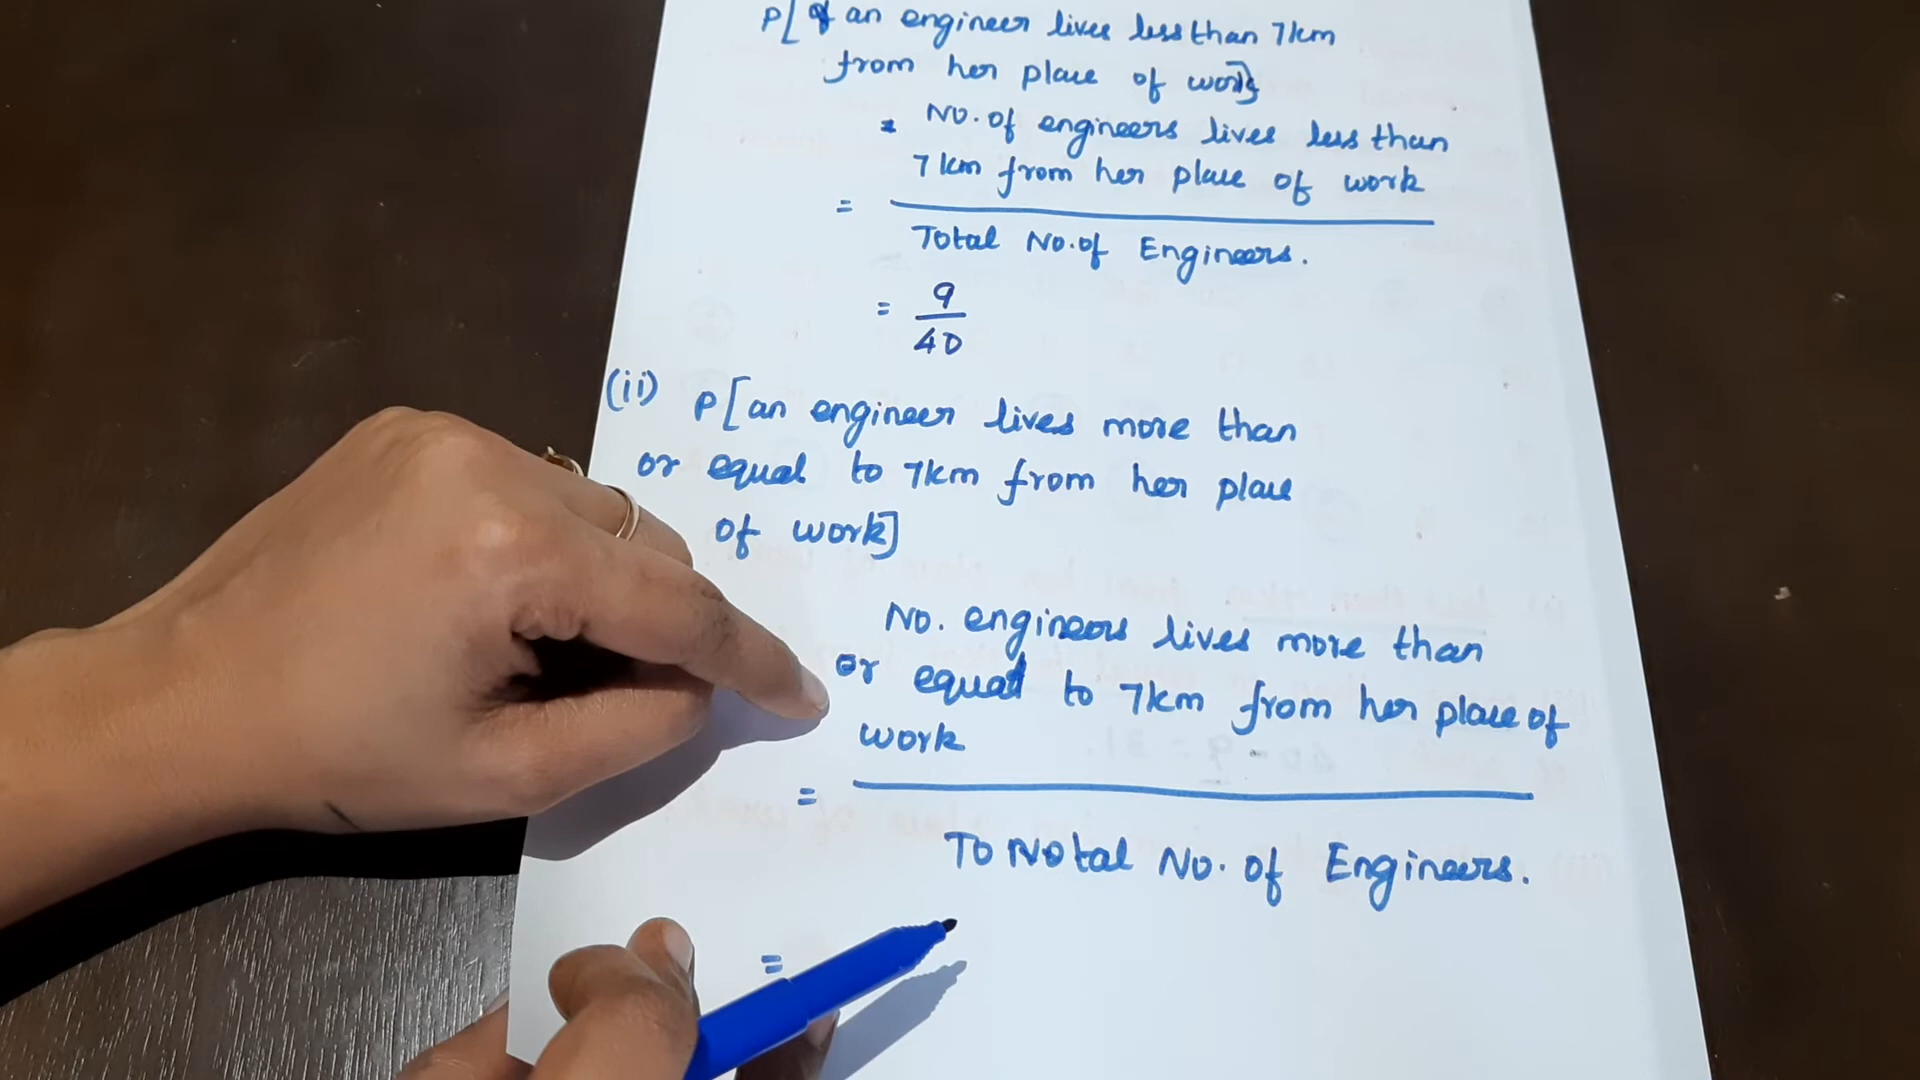 P[ of an engineer lives less than 7km
from her place of work]
No. of engineers lives less than
7km from her place of work
=
Total No. of Engineers.
= 9
40
(ii) P[an engineer lives more than
or equal to 7km from her place
of work]
No. engineers lives more than
or equal to 7km from her place of
work
=
To No tal No. of Engineers.
=